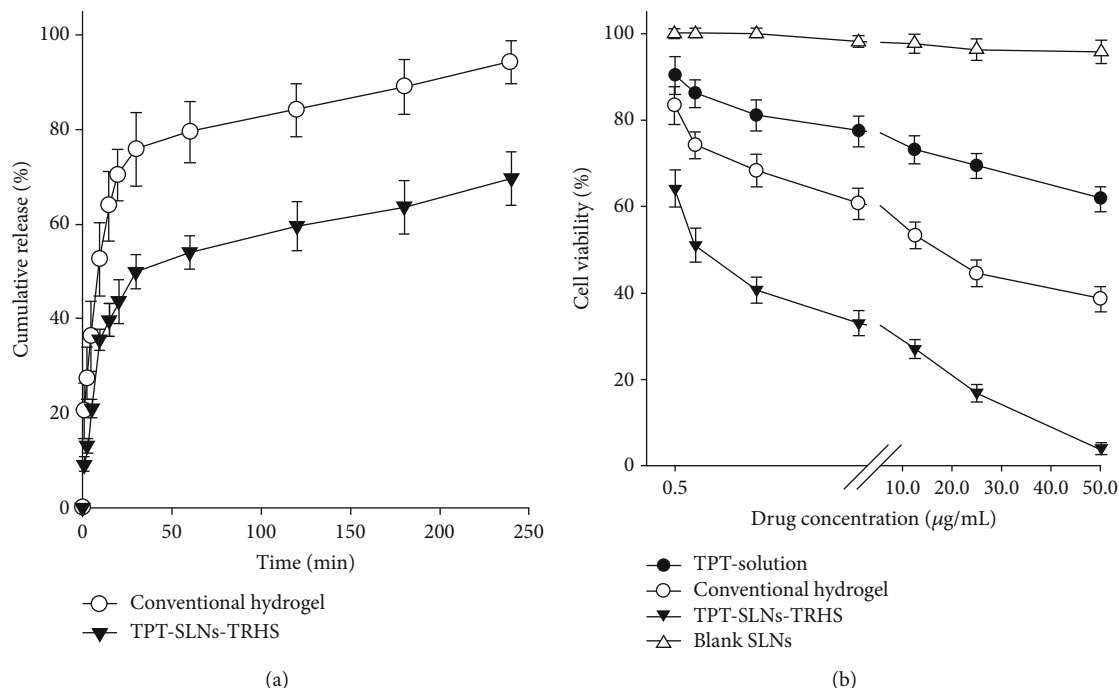 100
80
60
40
20
0
Cumulative release (%)
0 50 100 150 200 250
Time (min)
Conventional hydrogel
TPT-SLNs-TRHS
(a)
100
80
60
40
20
0
Cell viability (%)
0.5 10.0 20.0 30.0 40.0 50.0
Drug concentration (μg/mL)
TPT-solution
Conventional hydrogel
TPT-SLNs-TRHS
Blank SLNs
(b)